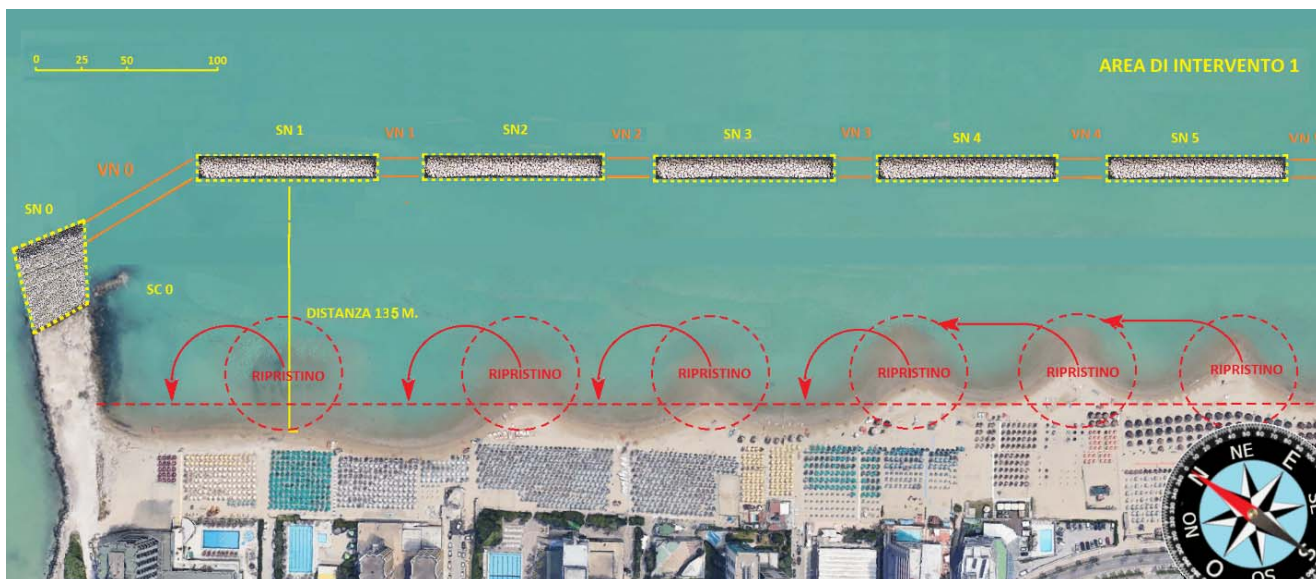 0 25 50 100
AREA DI INTERVENTO 1
SN 1
VN 1
SN2
VN 2
SN 3
VN 3
SN 4
VN 4
SN 5
VN 0
SN 0
SC 0
DISTANZA 135 M.
RIPRISTINO
RIPRISTINO
RIPRISTINO
RIPRISTINO
RIPRISTINO
RIPRISTINO
N
NE
E
S
SO
O
NO